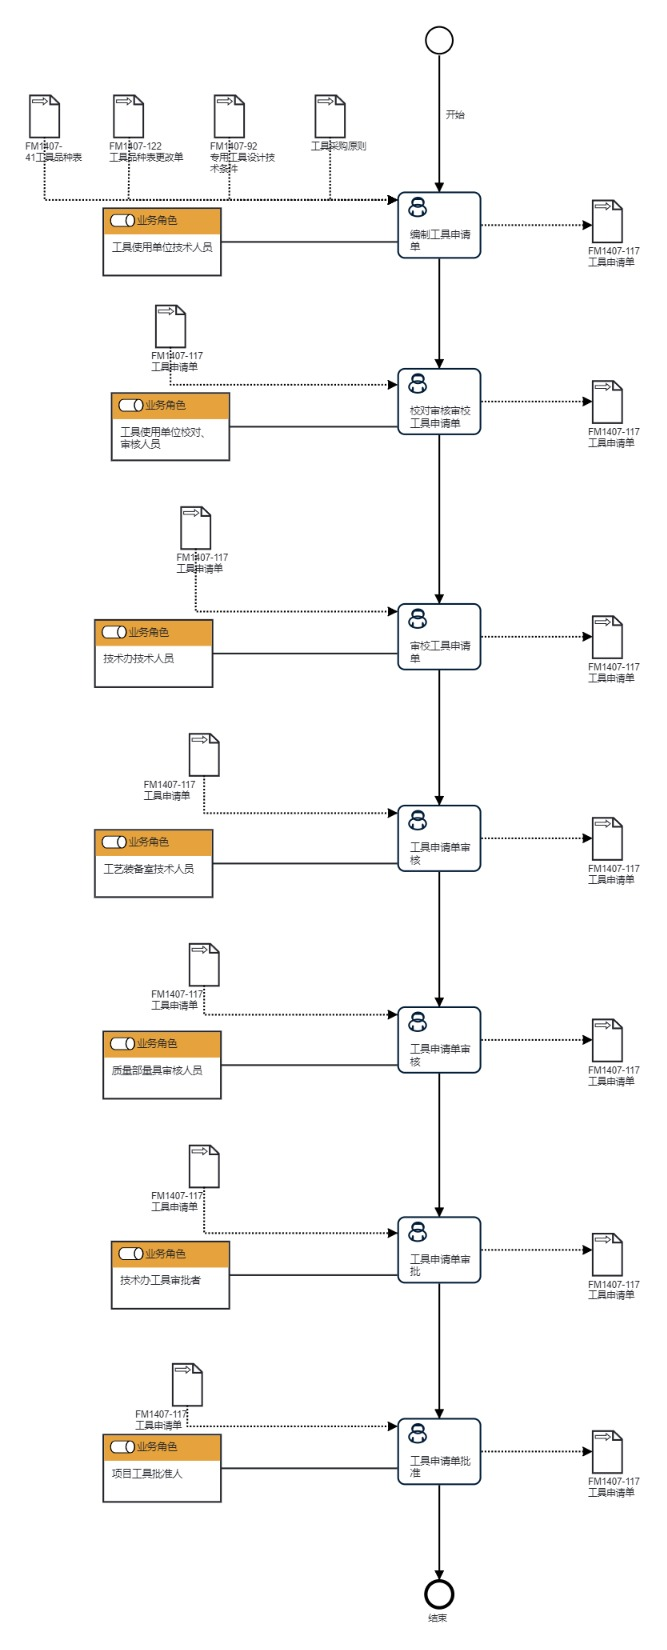 开始
FM1407-
41工具品种表
FM1407-122
工具品种表更改单
FM1407-92
专用工具设计技
术条件
工具采购原则
业务角色
工具使用单位技术人员
编制工具申请
单
FM1407-117
工具申请单
FM1407-117
工具申请单
业务角色
工具使用单位校对、
审核人员
校对审核审校
工具申请单
FM1407-117
工具申请单
FM1407-117
工具申请单
业务角色
技术办技术人员
审校工具申请
单
FM1407-117
工具申请单
FM1407-117
工具申请单
业务角色
工艺装备室技术人员
工具申请单审
核
FM1407-117
工具申请单
FM1407-117
工具申请单
业务角色
质量部量具审核人员
工具申请单审
核
FM1407-117
工具申请单
FM1407-117
工具申请单
业务角色
技术办工具审批者
工具申请单审
批
FM1407-117
工具申请单
FM1407-117
工具申请单
业务角色
项目工具批准人
工具申请单批
准
FM1407-117
工具申请单
结束